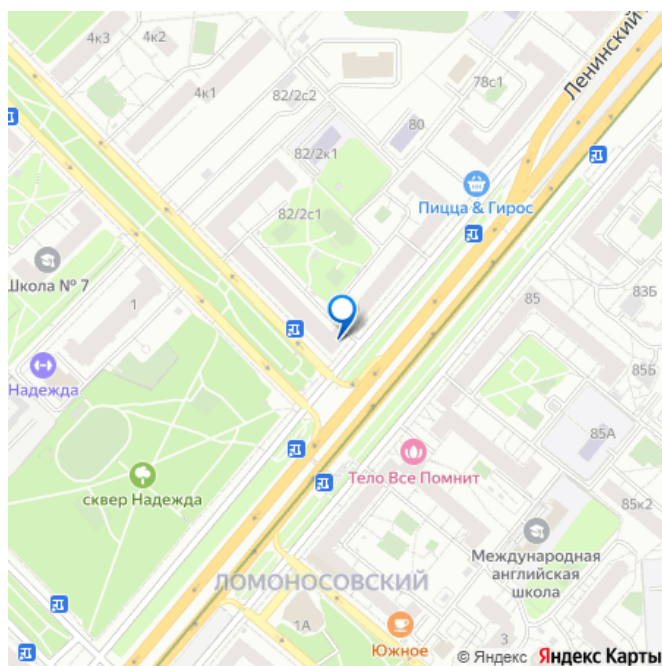 4к3
4к2
Ленинский
78с1
4к1
82/2с2
80
82/2к1
Пицца & Гирос
82/2с1
Школа № 7
83Б
85
1
85Б
Надежда
85А
Тело Все Помнит
сквер Надежда
85к2
Международная
английская
школа
ЛОМОНОСОВСКИЙ
1А
3
Южное
© Яндекс Яндекс Карты